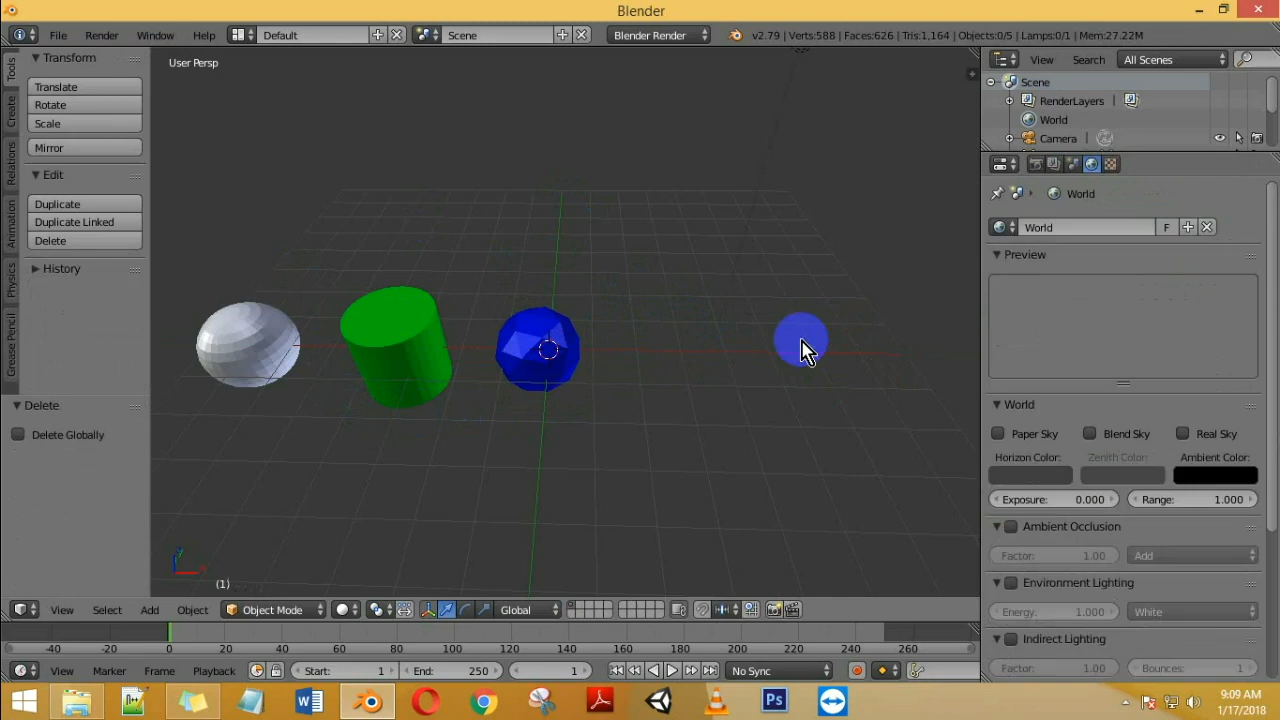 Blender
File Render Window Help Default Scene Blender Render v2.79 | Verts:588 | Faces:626 | Tris:1,164 | Objects:0/5 | Lamps:0/1 | Mem:27.22M
Tools
Create
Relations
Animation
Physics
Grease Pencil
Transform
Translate
Rotate
Scale
Mirror
Edit
Duplicate
Duplicate Linked
Delete
History
Delete
Delete Globally
User Persp
(1)
View Select Add Object Object Mode Global
-40 -20 0 20 40 60 80 100 120 140 160 180 200 220 240 260
View Marker Frame Playback Start: 1 End: 250 1 No Sync
View Search All Scenes
Scene
RenderLayers
World
Camera
World
World F
Preview
World
Paper Sky Blend Sky Real Sky
Horizon Color: Zenith Color: Ambient Color:
Exposure: 0.000 Range: 1.000
Ambient Occlusion
Factor: 1.00 Add
Environment Lighting
Energy: 1.000 White
Indirect Lighting
Factor: 1.00 Bounces: 1
Ps
9:09 AM
1/17/2018